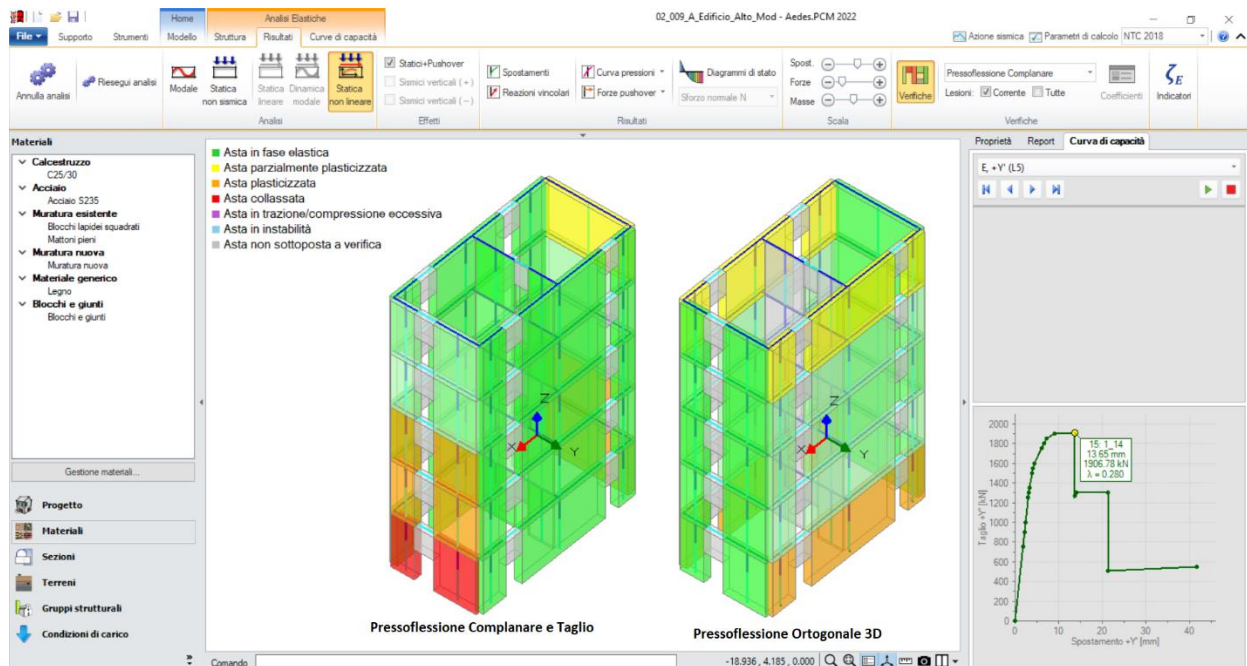 02_009_A_Edificio_Alto_Mod - Aedes.PCM 2022
Home
Analisi Elastiche
File
Supporto
Strumenti
Modello
Struttura
Risultati
Curve di capacità
Azione sismica
Parametri di calcolo
NTC 2018
Annulla analisi
Riesegui analisi
Modale
Statica non sismica
Statica lineare
Dinamica modale
Statica non lineare
Analisi
Statici+Pushover
Sismici verticali (+)
Sismici verticali (−)
Effetti
Spostamenti
Reazioni vincolari
Curva pressioni
Forze pushover
Diagrammi di stato
Sforzo normale N
Risultati
Spost.
Forze
Masse
Scala
Verifiche
Pressoflessione Complanare
Lesioni:
Corrente
Tutte
Coefficienti
Verifiche
ζE
Indicatori
Materiali
Calcestruzzo
C25/30
Acciaio
Acciaio S235
Muratura esistente
Blocchi lapidei squadrati
Mattoni pieni
Muratura nuova
Muratura nuova
Materiale generico
Legno
Blocchi e giunti
Blocchi e giunti
Gestione materiali...
Progetto
Materiali
Sezioni
Terreni
Gruppi strutturali
Condizioni di carico
Asta in fase elastica
Asta parzialmente plasticizzata
Asta plasticizzata
Asta collassata
Asta in trazione/compressione eccessiva
Asta in instabilità
Asta non sottoposta a verifica
Z
X
Y
Z
X
Y
Pressoflessione Complanare e Taglio
Pressoflessione Ortogonale 3D
Comando
-18.936, 4.185, 0.000
Proprietà
Report
Curva di capacità
E, +Y' (L5)
Taglio +Y' [kN]
2000
1800
1600
1400
1200
1000
800
600
400
200
0
15: 1_14
13.65 mm
1906.78 kN
λ = 0.280
0
10
20
30
40
Spostamento +Y' [mm]